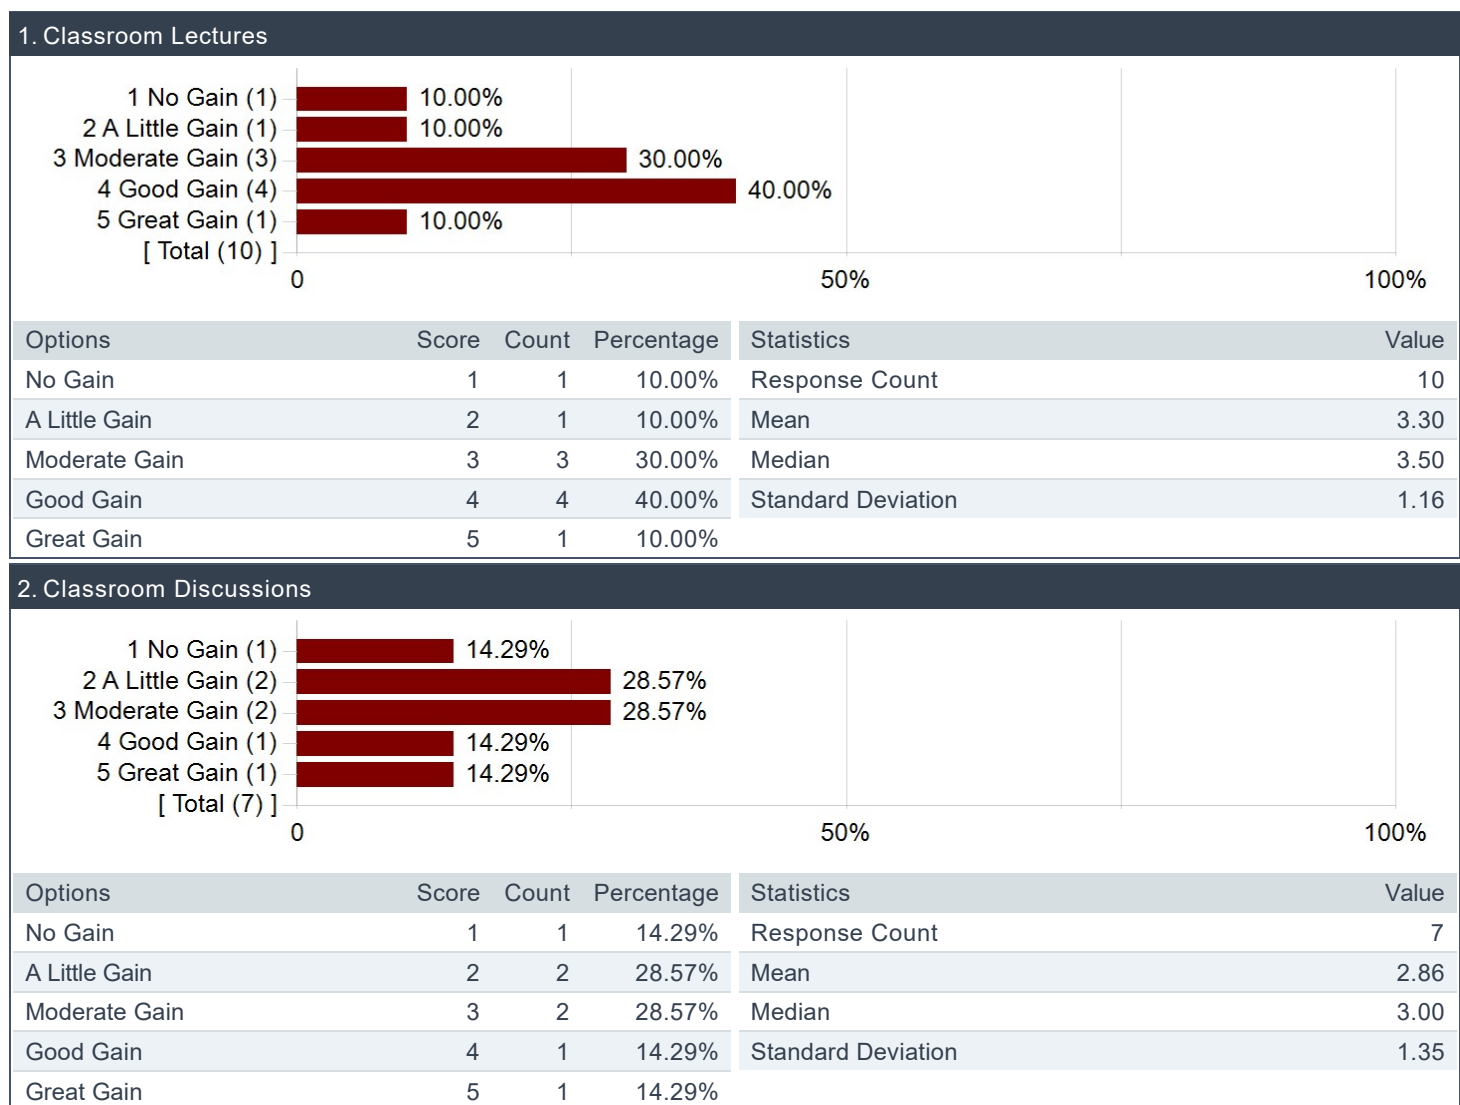 1. Classroom Lectures
1 No Gain (1) 10.00%
2 A Little Gain (1) 10.00%
3 Moderate Gain (3) 30.00%
4 Good Gain (4) 40.00%
5 Great Gain (1) 10.00%
[ Total (10) ]
0 50% 100%
Options Score Count Percentage Statistics Value
No Gain 1 1 10.00% Response Count 10
A Little Gain 2 1 10.00% Mean 3.30
Moderate Gain 3 3 30.00% Median 3.50
Good Gain 4 4 40.00% Standard Deviation 1.16
Great Gain 5 1 10.00%
2. Classroom Discussions
1 No Gain (1) 14.29%
2 A Little Gain (2) 28.57%
3 Moderate Gain (2) 28.57%
4 Good Gain (1) 14.29%
5 Great Gain (1) 14.29%
[ Total (7) ]
0 50% 100%
Options Score Count Percentage Statistics Value
No Gain 1 1 14.29% Response Count 7
A Little Gain 2 2 28.57% Mean 2.86
Moderate Gain 3 2 28.57% Median 3.00
Good Gain 4 1 14.29% Standard Deviation 1.35
Great Gain 5 1 14.29%